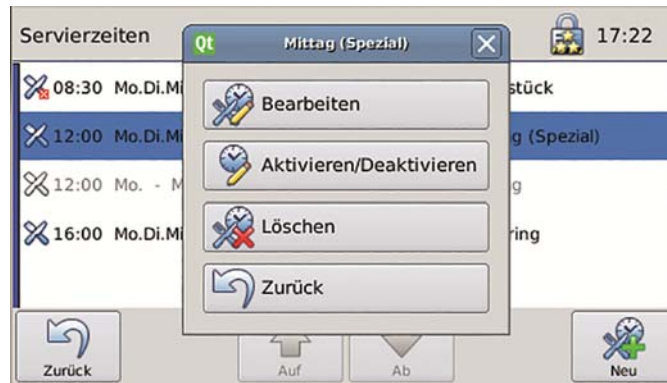 Servierzeiten
Qt Mittag (Spezial)
17:22
08:30 Mo.Di.Mi stück
12:00 Mo.Di.Mi g (Spezial)
12:00 Mo. - M g
16:00 Mo.Di.Mi ring
Bearbeiten
Aktivieren/Deaktivieren
Löschen
Zurück
Zurück
Auf
Ab
Neu